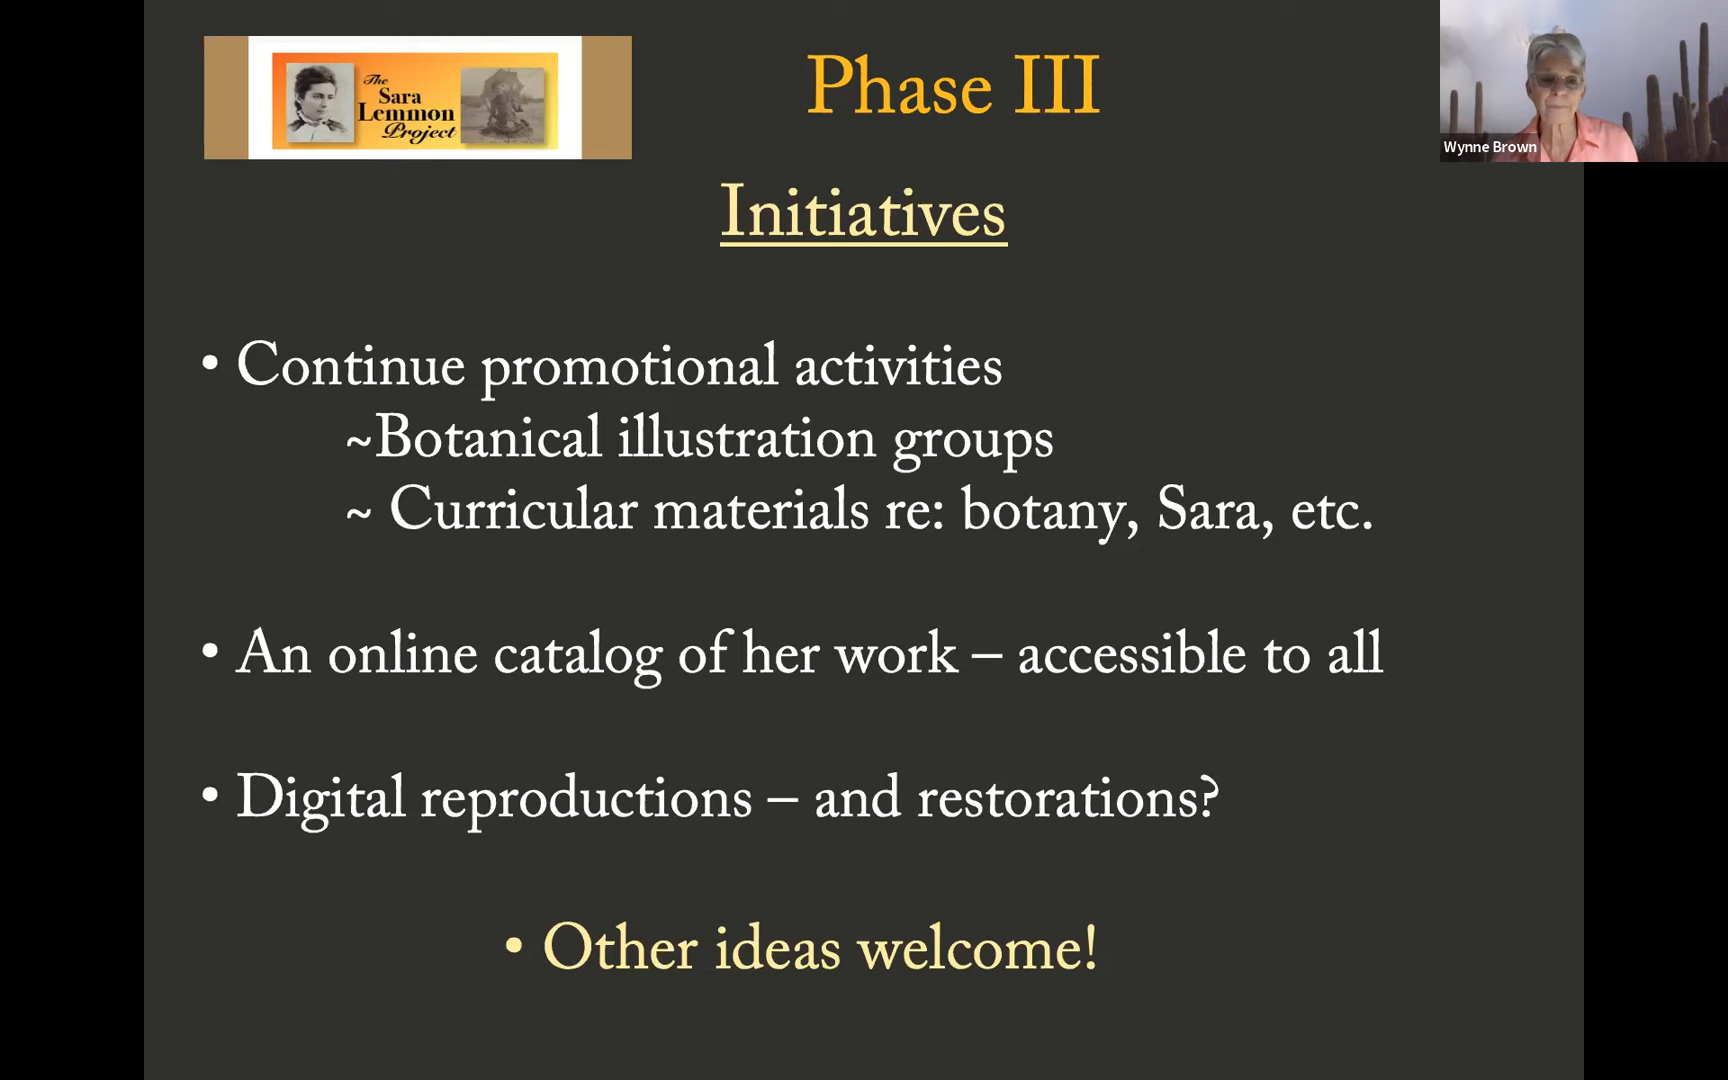 The
Sara
Lemmon
Project
Phase III
Wynne Brown
Initiatives
• Continue promotional activities
~Botanical illustration groups
~ Curricular materials re: botany, Sara, etc.
• An online catalog of her work – accessible to all
• Digital reproductions – and restorations?
• Other ideas welcome!